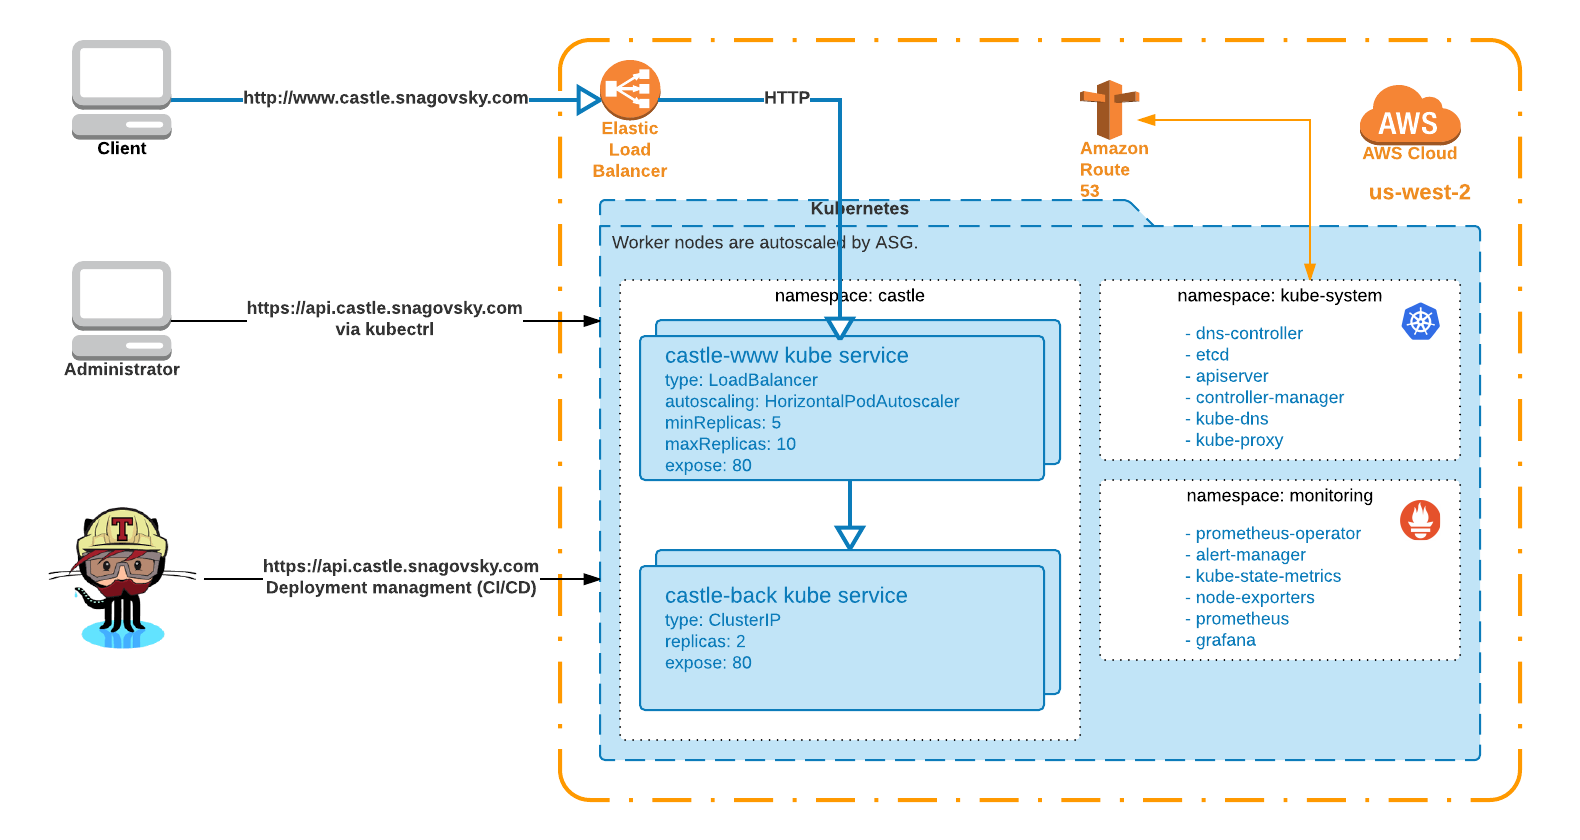 http://www.castle.snagovsky.com
HTTP
Client
Elastic
Load
Balancer
Amazon
Route
53
AWS
AWS Cloud
us-west-2
Kubernetes
Worker nodes are autoscaled by ASG.
Administrator
https://api.castle.snagovsky.com
via kubectrl
T
https://api.castle.snagovsky.com
Deployment managment (CI/CD)
namespace: castle
castle-www kube service
type: LoadBalancer
autoscaling: HorizontalPodAutoscaler
minReplicas: 5
maxReplicas: 10
expose: 80
castle-back kube service
type: ClusterIP
replicas: 2
expose: 80
namespace: kube-system
- dns-controller
- etcd
- apiserver
- controller-manager
- kube-dns
- kube-proxy
namespace: monitoring
- prometheus-operator
- alert-manager
- kube-state-metrics
- node-exporters
- prometheus
- grafana